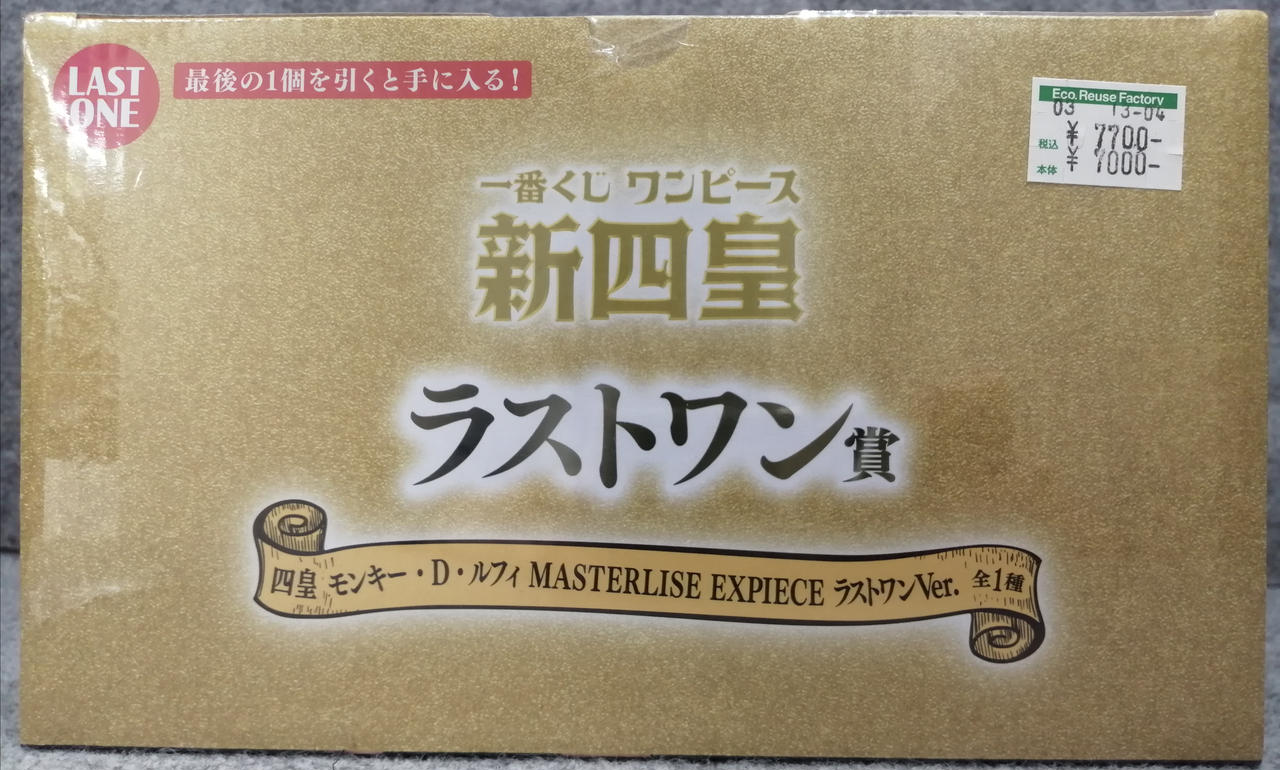 LAST
ONE
最後の1個を引くと手に入る!
Eco.Reuse Factory
03 13-04
税込 ¥ 7700-
本体 ¥ 7000-
一番くじ ワンピース
新四皇
ラストワン賞
四皇 モンキー・D・ルフィ MASTERLISE EXPIECE ラストワンVer. 全1種